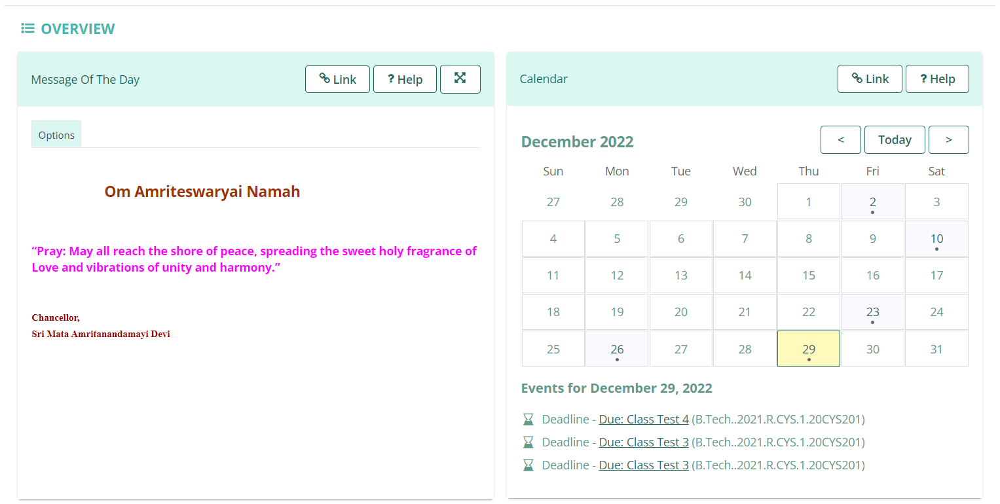 OVERVIEW
Message Of The Day
Link
? Help
Options
Om Amriteswaryai Namah
“Pray: May all reach the shore of peace, spreading the sweet holy fragrance of
Love and vibrations of unity and harmony.”
Chancellor,
Sri Mata Amritanandamayi Devi
Calendar
Link
? Help
December 2022
< Today >
Sun Mon Tue Wed Thu Fri Sat
27 28 29 30 1 2 3
4 5 6 7 8 9 10
11 12 13 14 15 16 17
18 19 20 21 22 23 24
25 26 27 28 29 30 31
Events for December 29, 2022
Deadline - Due: Class Test 4 (B.Tech..2021.R.CYS.1.20CYS201)
Deadline - Due: Class Test 3 (B.Tech..2021.R.CYS.1.20CYS201)
Deadline - Due: Class Test 3 (B.Tech..2021.R.CYS.1.20CYS201)